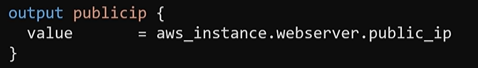 output publicip {
  value       = aws_instance.webserver.public_ip
}